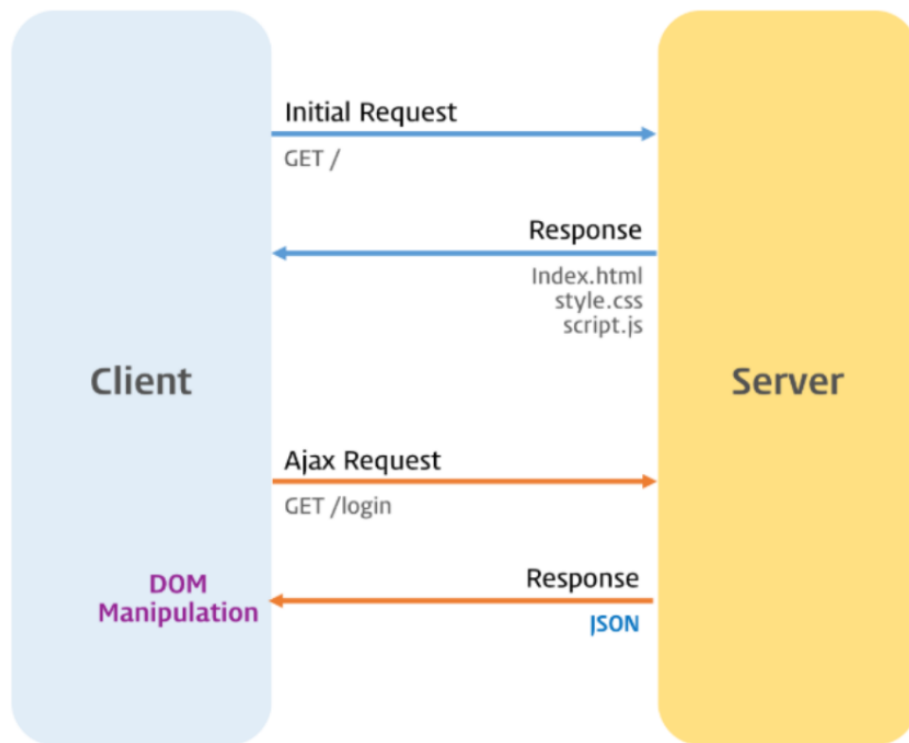 Initial Request
GET /
Response
Index.html
style.css
script.js
Client
Server
Ajax Request
GET /login
Response
JSON
DOM
Manipulation